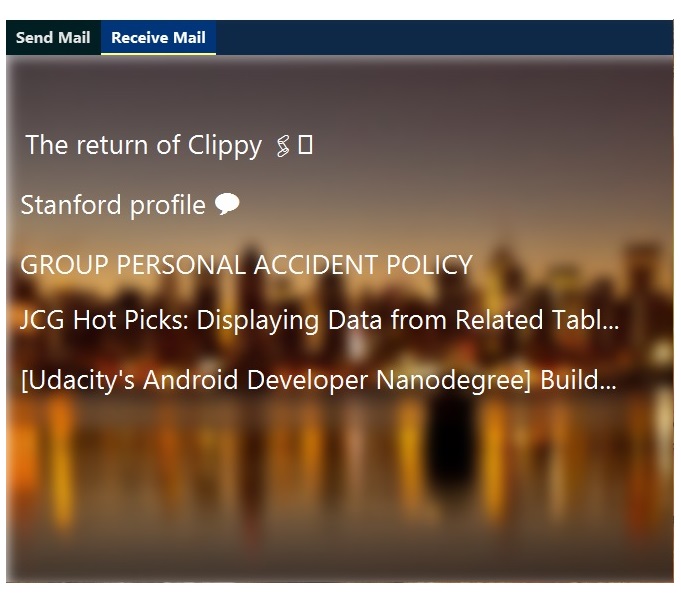 Send Mail Receive Mail
The return of Clippy 🖇▯
Stanford profile 💬
GROUP PERSONAL ACCIDENT POLICY
JCG Hot Picks: Displaying Data from Related Tabl...
[Udacity's Android Developer Nanodegree] Build...